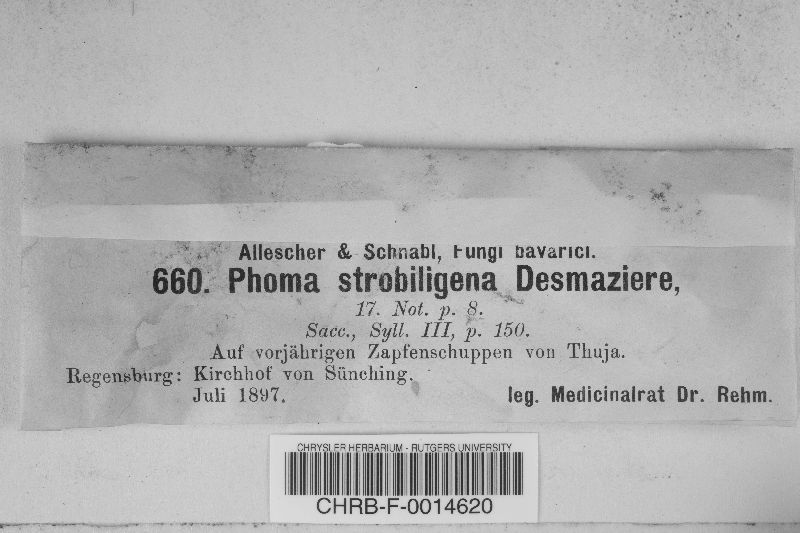 Allescher & Schnabl, Fungi bavarici.
660. Phoma strobiligena Desmaziere,
17. Not. p. 8.
Sacc., Syll. III, p. 150.
Auf vorjährigen Zapfenschuppen von Thuja.
Regensburg: Kirchhof von Sünching.
Juli 1897.
leg. Medicinalrat Dr. Rehm.
CHRYSLER HERBARIUM - RUTGERS UNIVERSITY
CHRB-F-0014620